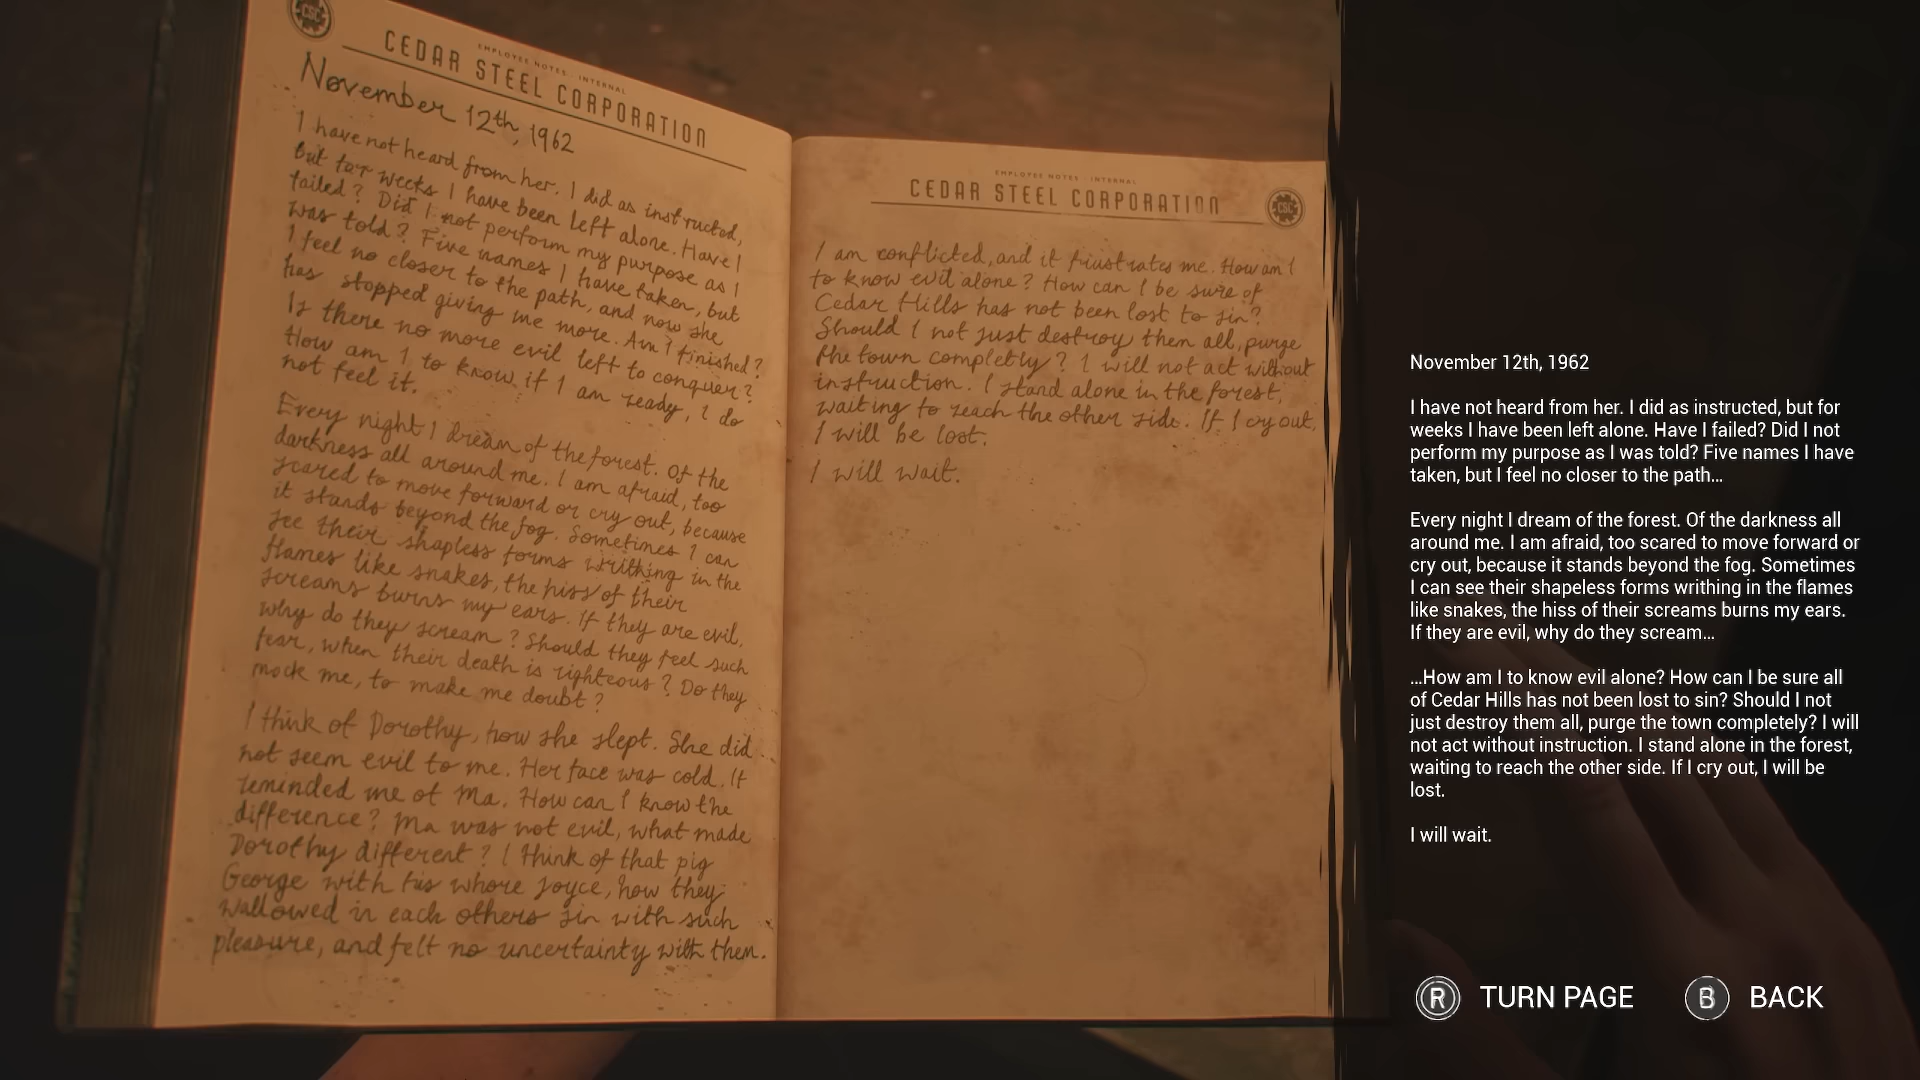 CSC
EMPLOYEE NOTES - INTERNAL
CEDAR STEEL CORPORATION
November 12th, 1962
I have not heard from her. I did as instructed,
But for weeks I have been left alone. Have I
failed? Did I not perform my purpose as I
was told? Five names I have taken, but
I feel no closer to the path, and now she
has stopped giving me more. Am I finished?
Is there no more evil left to conquer?
How am I to know if I am ready, I do
not feel it.
Every night I dream of the forest. Of the
darkness all around me. I am afraid, too
scared to move forward or cry out, because
it stands beyond the fog. Sometimes I can
see their shapless forms writhing in the
flames like snakes, the hiss of their
screams burns my ears. If they are evil,
why do they scream? Should they feel such
fear, when their death is righteous? Do they
mock me, to make me doubt?
I think of Dorothy, how she slept. She did
not seem evil to me. Her face was cold. It
reminded me of Ma. How can I know the
difference? Ma was not evil, what made
Dorothy different? I think of that pig
George with his whore Joyce, how they
wallowed in each others sin with such
pleasure, and felt no uncertainty with them.
EMPLOYEE NOTES - INTERNAL
CEDAR STEEL CORPORATION
CSC
I am conflicted, and it frustrates me. How am I
to know evil alone? How can I be sure of
Cedar Hills has not been lost to sin?
Should I not just destroy them all, purge
the town completly? I will not act without
instruction. I stand alone in the forest,
waiting to reach the other side. If I cry out,
I will be lost.
I will wait.
November 12th, 1962
I have not heard from her. I did as instructed, but for
weeks I have been left alone. Have I failed? Did I not
perform my purpose as I was told? Five names I have
taken, but I feel no closer to the path...
Every night I dream of the forest. Of the darkness all
around me. I am afraid, too scared to move forward or
cry out, because it stands beyond the fog. Sometimes
I can see their shapeless forms writhing in the flames
like snakes, the hiss of their screams burns my ears.
If they are evil, why do they scream...
...How am I to know evil alone? How can I be sure all
of Cedar Hills has not been lost to sin? Should I not
just destroy them all, purge the town completely? I will
not act without instruction. I stand alone in the forest,
waiting to reach the other side. If I cry out, I will be
lost.
I will wait.
R TURN PAGE B BACK